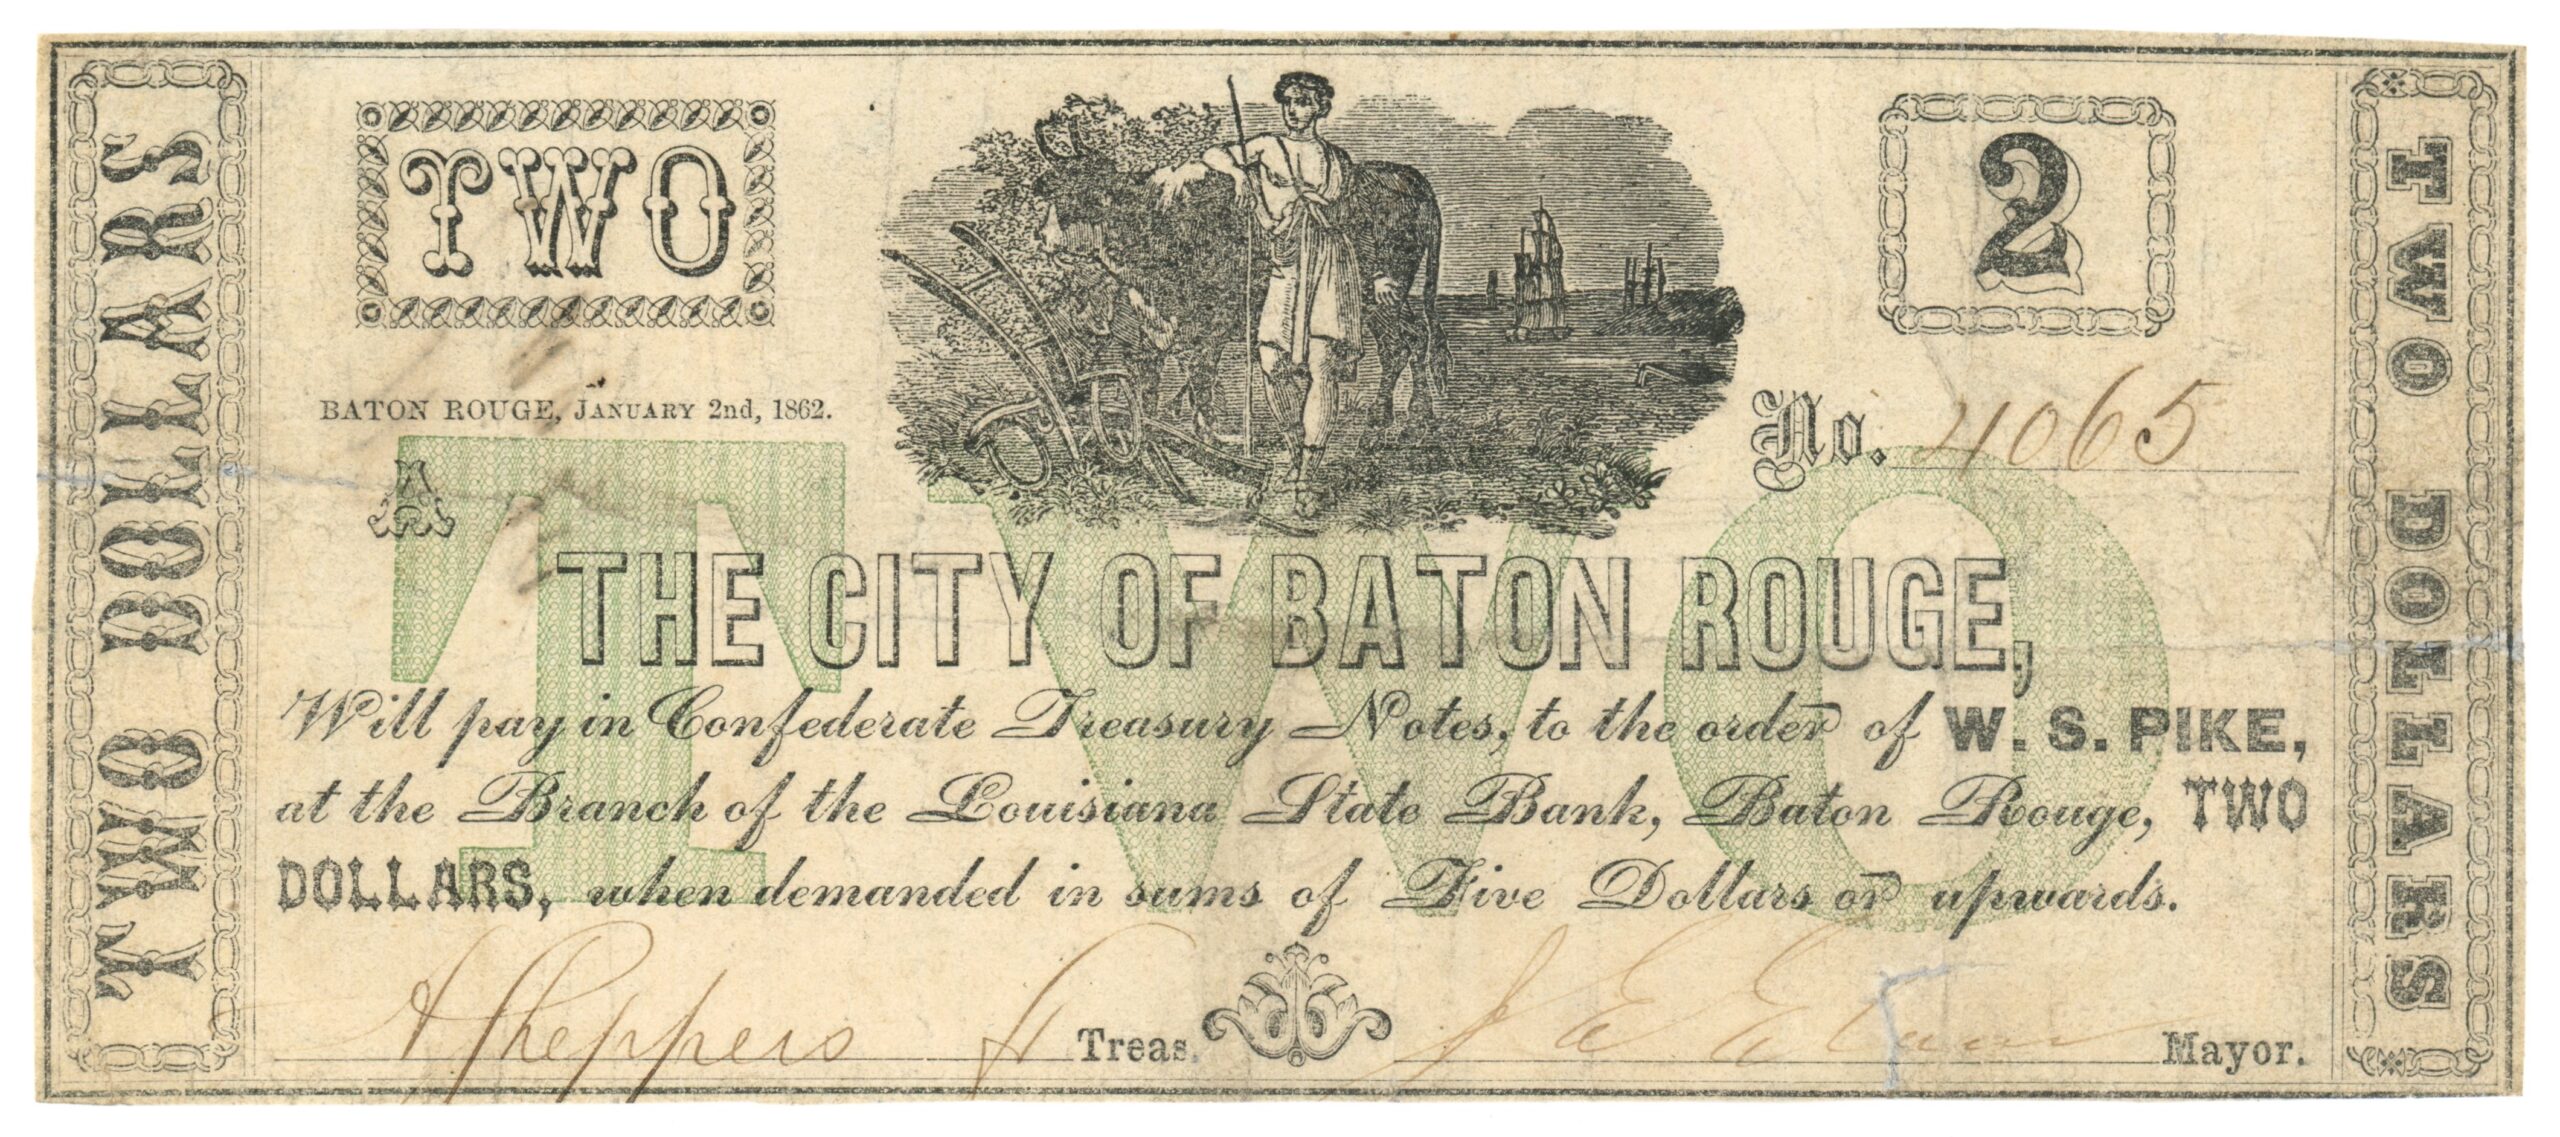 TWO DOLLARS
TWO
2
TWO DOLLARS
BATON ROUGE, JANUARY 2nd, 1862.
No. 4065
A
TWO
THE CITY OF BATON ROUGE,
Will pay in Confederate Treasury Notes, to the order of W. S. PIKE,
at the Branch of the Louisiana State Bank, Baton Rouge, TWO
DOLLARS, when demanded in sums of Five Dollars or upwards.
Treas.
J E Mayor.